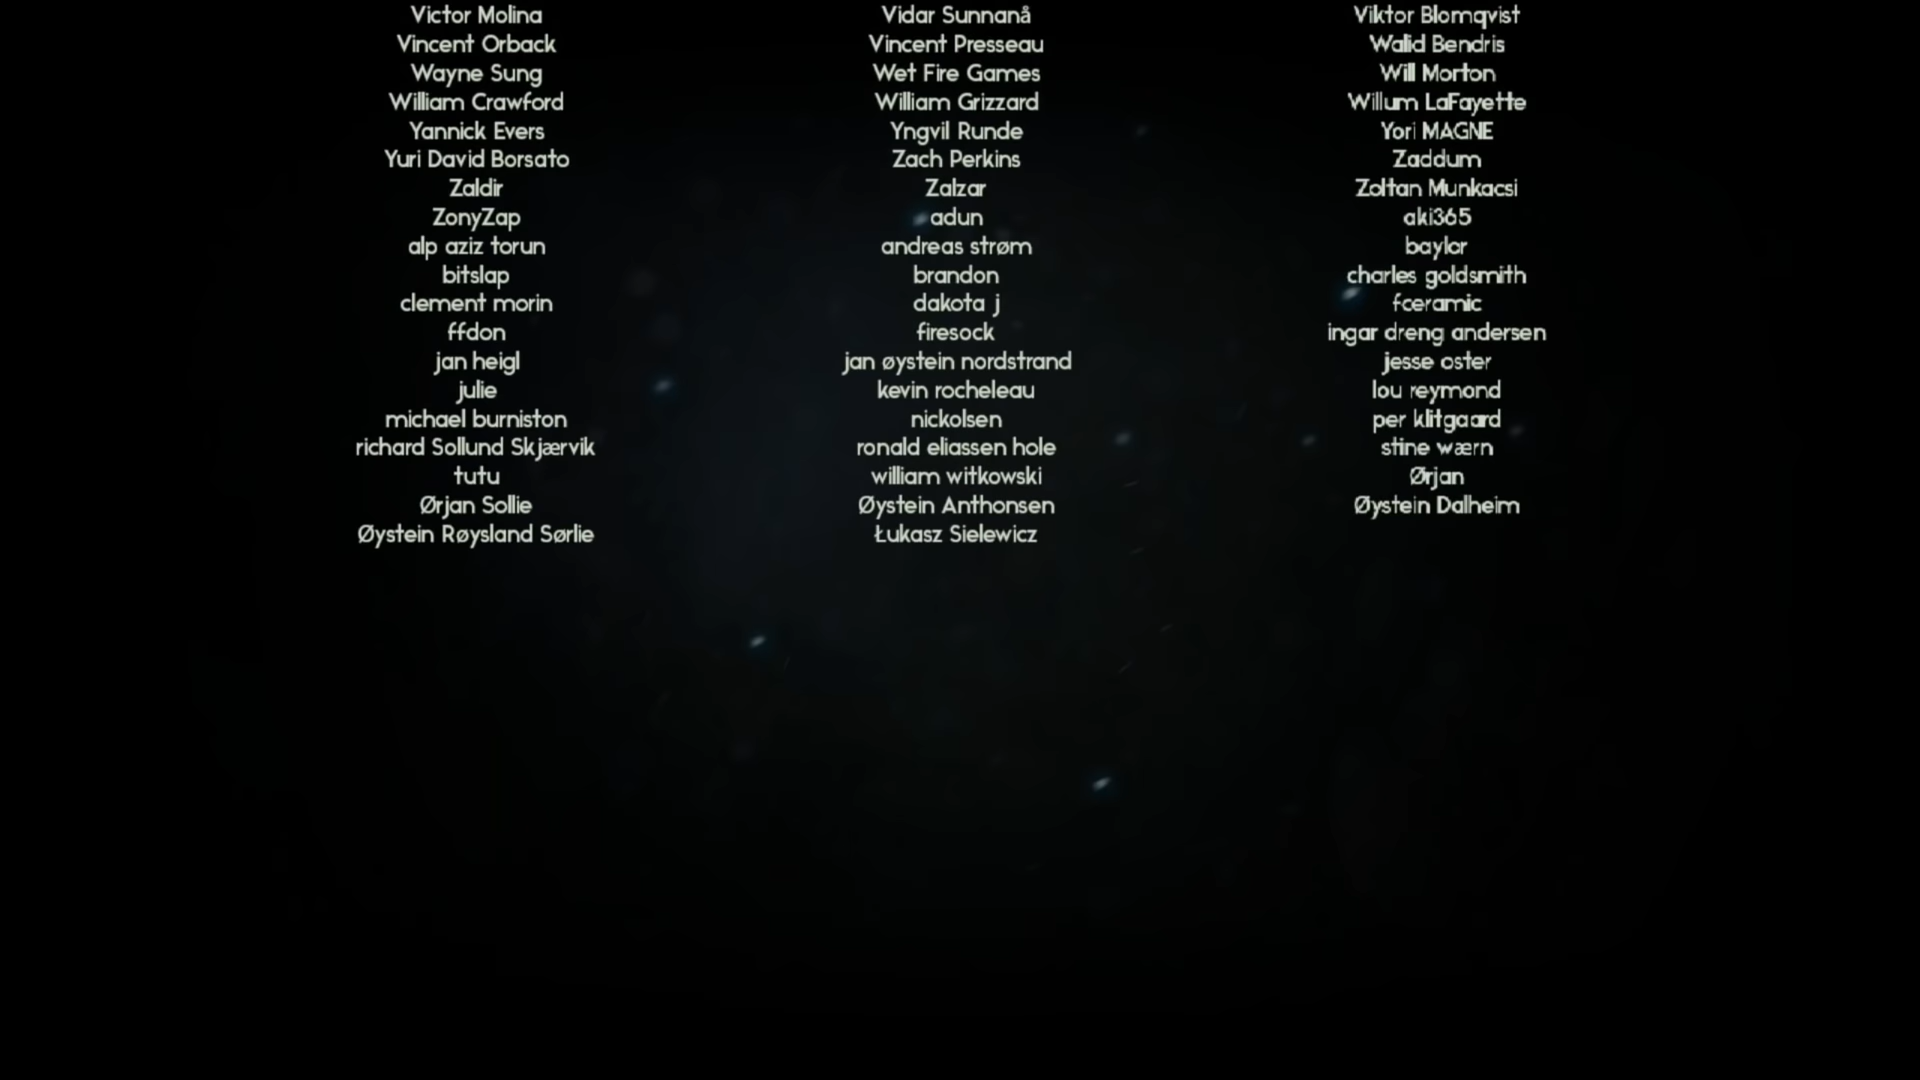 Victor Molina Vidar Sunnanå Viktor Blomqvist
Vincent Orback Vincent Presseau Walid Bendris
Wayne Sung Wet Fire Games Will Morton
William Crawford William Grizzard Willum LaFayette
Yannick Evers Yngvil Runde Yori MAGNE
Yuri David Borsato Zach Perkins Zaddum
Zaldir Zalzar Zoltan Munkacsi
ZonyZap adun aki365
alp aziz torun andreas strøm baylor
bitslap brandon charles goldsmith
clement morin dakota j fceramic
ffdon firesock ingar dreng andersen
jan heigl jan øystein nordstrand jesse oster
julie kevin rocheleau lou reymond
michael burniston nickolsen per klitgaard
richard Sollund Skjærvik ronald eliassen hole stine wærn
tutu william witkowski Ørjan
Ørjan Sollie Øystein Anthonsen Øystein Dalheim
Øystein Røysland Sørlie Łukasz Sielewicz